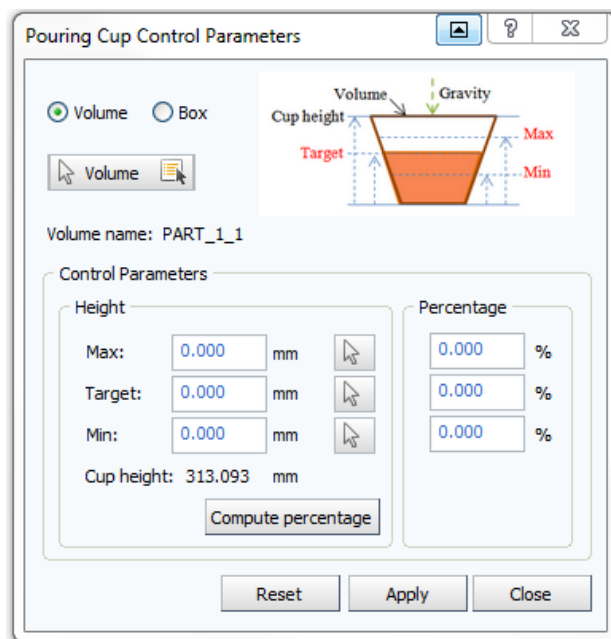 Pouring Cup Control Parameters
Volume Box
Volume Gravity
Cup height
Max
Target
Min
Volume
Volume name: PART_1_1
Control Parameters
Height Percentage
Max: 0.000 mm 0.000 %
Target: 0.000 mm 0.000 %
Min: 0.000 mm 0.000 %
Cup height: 313.093 mm
Compute percentage
Reset Apply Close